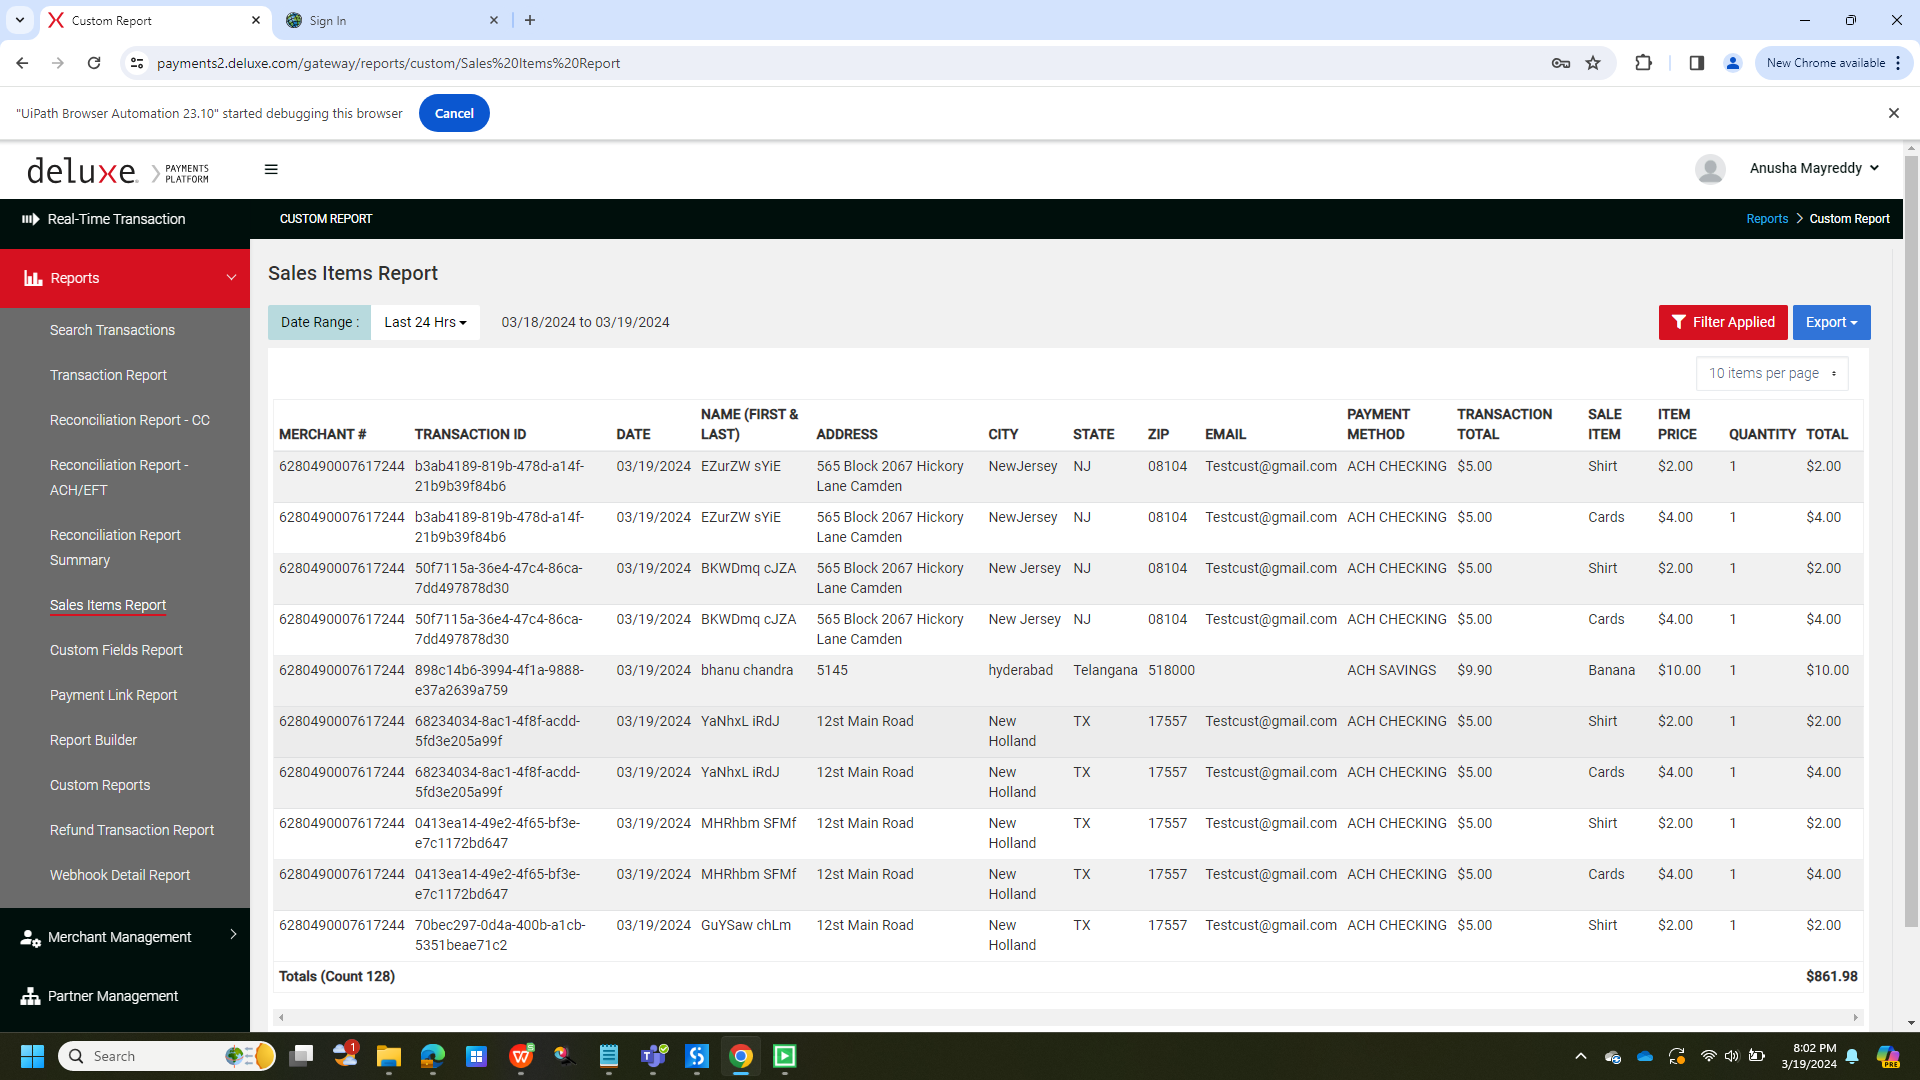 Custom Report
Sign In
payments2.deluxe.com/gateway/reports/custom/Sales%20Items%20Report
New Chrome available
"UiPath Browser Automation 23.10" started debugging this browser
Cancel
deluxe. PAYMENTS PLATFORM
Anusha Mayreddy
Real-Time Transaction
CUSTOM REPORT
Reports > Custom Report
Reports
Search Transactions
Transaction Report
Reconciliation Report - CC
Reconciliation Report -
ACH/EFT
Reconciliation Report
Summary
Sales Items Report
Custom Fields Report
Payment Link Report
Report Builder
Custom Reports
Refund Transaction Report
Webhook Detail Report
Merchant Management
Partner Management
Sales Items Report
Date Range : Last 24 Hrs 03/18/2024 to 03/19/2024
Filter Applied
Export
10 items per page
MERCHANT # TRANSACTION ID DATE NAME (FIRST & LAST) ADDRESS CITY STATE ZIP EMAIL PAYMENT METHOD TRANSACTION TOTAL SALE ITEM ITEM PRICE QUANTITY TOTAL
6280490007617244 b3ab4189-819b-478d-a14f- 03/19/2024 EZurZW sYiE 565 Block 2067 Hickory NewJersey NJ 08104 Testcust@gmail.com ACH CHECKING $5.00 Shirt $2.00 1 $2.00
21b9b39f84b6 Lane Camden
6280490007617244 b3ab4189-819b-478d-a14f- 03/19/2024 EZurZW sYiE 565 Block 2067 Hickory NewJersey NJ 08104 Testcust@gmail.com ACH CHECKING $5.00 Cards $4.00 1 $4.00
21b9b39f84b6 Lane Camden
6280490007617244 50f7115a-36e4-47c4-86ca- 03/19/2024 BKWDmq cJZA 565 Block 2067 Hickory New Jersey NJ 08104 Testcust@gmail.com ACH CHECKING $5.00 Shirt $2.00 1 $2.00
7dd497878d30 Lane Camden
6280490007617244 50f7115a-36e4-47c4-86ca- 03/19/2024 BKWDmq cJZA 565 Block 2067 Hickory New Jersey NJ 08104 Testcust@gmail.com ACH CHECKING $5.00 Cards $4.00 1 $4.00
7dd497878d30 Lane Camden
6280490007617244 898c14b6-3994-4f1a-9888- 03/19/2024 bhanu chandra 5145 hyderabad Telangana 518000 ACH SAVINGS $9.90 Banana $10.00 1 $10.00
e37a2639a759
6280490007617244 68234034-8ac1-4f8f-acdd- 03/19/2024 YaNhxL iRdJ 12st Main Road New TX 17557 Testcust@gmail.com ACH CHECKING $5.00 Shirt $2.00 1 $2.00
5fd3e205a99f Holland
6280490007617244 68234034-8ac1-4f8f-acdd- 03/19/2024 YaNhxL iRdJ 12st Main Road New TX 17557 Testcust@gmail.com ACH CHECKING $5.00 Cards $4.00 1 $4.00
5fd3e205a99f Holland
6280490007617244 0413ea14-49e2-4f65-bf3e- 03/19/2024 MHRhbm SFMf 12st Main Road New TX 17557 Testcust@gmail.com ACH CHECKING $5.00 Shirt $2.00 1 $2.00
e7c1172bd647 Holland
6280490007617244 0413ea14-49e2-4f65-bf3e- 03/19/2024 MHRhbm SFMf 12st Main Road New TX 17557 Testcust@gmail.com ACH CHECKING $5.00 Cards $4.00 1 $4.00
e7c1172bd647 Holland
6280490007617244 70bec297-0d4a-400b-a1cb- 03/19/2024 GuYSaw chLm 12st Main Road New TX 17557 Testcust@gmail.com ACH CHECKING $5.00 Shirt $2.00 1 $2.00
5351beae71c2 Holland
Totals (Count 128) $861.98
Search
1
8:02 PM
3/19/2024
PRE